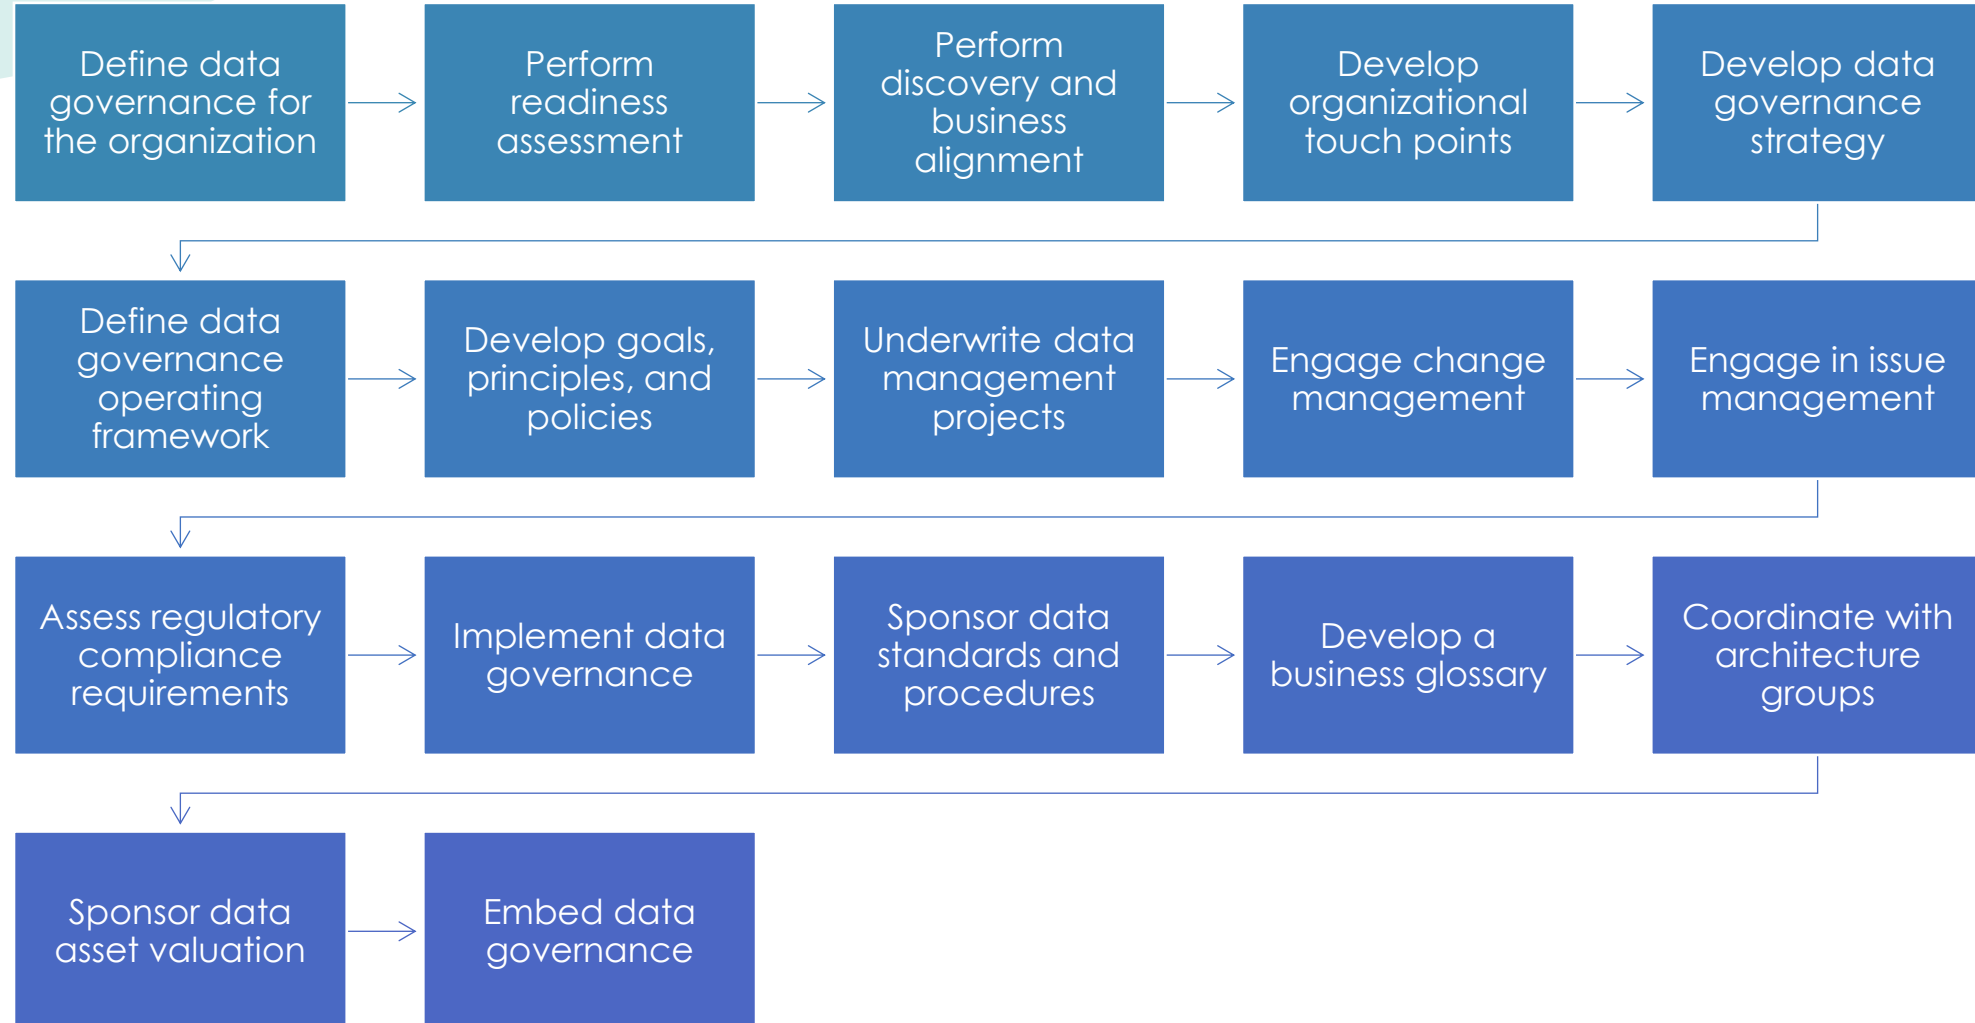 Define data
governance for
the organization
Perform
readiness
assessment
Perform
discovery and
business
alignment
Develop
organizational
touch points
Develop data
governance
strategy
Define data
governance
operating
framework
Develop goals,
principles, and
policies
Underwrite data
management
projects
Engage change
management
Engage in issue
management
Assess regulatory
compliance
requirements
Implement data
governance
Sponsor data
standards and
procedures
Develop a
business glossary
Coordinate with
architecture
groups
Sponsor data
asset valuation
Embed data
governance